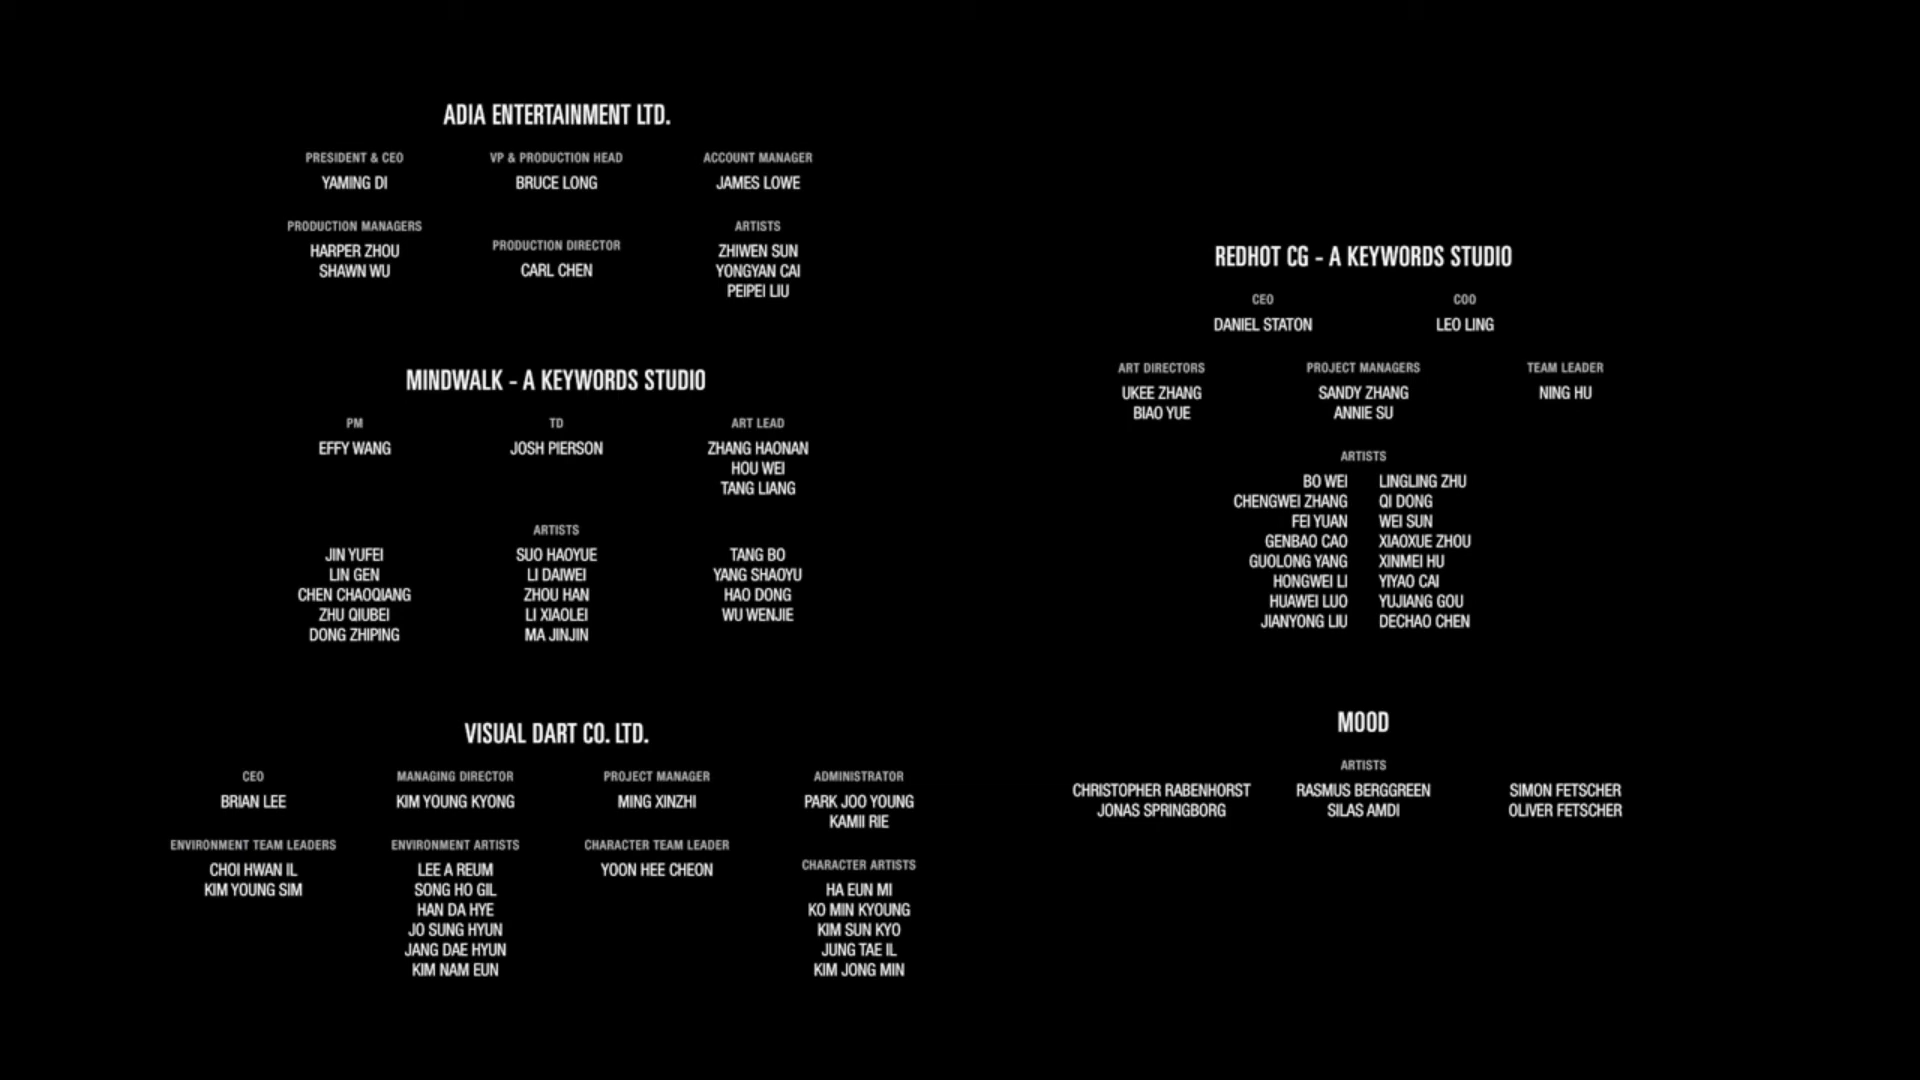 ADIA ENTERTAINMENT LTD.
PRESIDENT & CEO
YAMING DI
VP & PRODUCTION HEAD
BRUCE LONG
ACCOUNT MANAGER
JAMES LOWE
PRODUCTION MANAGERS
HARPER ZHOU
SHAWN WU
PRODUCTION DIRECTOR
CARL CHEN
ARTISTS
ZHIWEN SUN
YONGYAN CAI
PEIPEI LIU
MINDWALK - A KEYWORDS STUDIO
PM
EFFY WANG
TD
JOSH PIERSON
ART LEAD
ZHANG HAONAN
HOU WEI
TANG LIANG
ARTISTS
JIN YUFEI
LIN GEN
CHEN CHAOQIANG
ZHU QIUBEI
DONG ZHIPING
SUO HAOYUE
LI DAIWEI
ZHOU HAN
LI XIAOLEI
MA JINJIN
TANG BO
YANG SHAOYU
HAO DONG
WU WENJIE
VISUAL DART CO. LTD.
CEO
BRIAN LEE
MANAGING DIRECTOR
KIM YOUNG KYONG
PROJECT MANAGER
MING XINZHI
ADMINISTRATOR
PARK JOO YOUNG
KAMII RIE
ENVIRONMENT TEAM LEADERS
CHOI HWAN IL
KIM YOUNG SIM
ENVIRONMENT ARTISTS
LEE A REUM
SONG HO GIL
HAN DA HYE
JO SUNG HYUN
JANG DAE HYUN
KIM NAM EUN
CHARACTER TEAM LEADER
YOON HEE CHEON
CHARACTER ARTISTS
HA EUN MI
KO MIN KYOUNG
KIM SUN KYO
JUNG TAE IL
KIM JONG MIN
REDHOT CG - A KEYWORDS STUDIO
CEO
DANIEL STATON
COO
LEO LING
ART DIRECTORS
UKEE ZHANG
BIAO YUE
PROJECT MANAGERS
SANDY ZHANG
ANNIE SU
TEAM LEADER
NING HU
ARTISTS
BO WEI
CHENGWEI ZHANG
FEI YUAN
GENBAO CAO
GUOLONG YANG
HONGWEI LI
HUAWEI LUO
JIANYONG LIU
LINGLING ZHU
QI DONG
WEI SUN
XIAOXUE ZHOU
XINMEI HU
YIYAO CAI
YUJIANG GOU
DECHAO CHEN
MOOD
ARTISTS
CHRISTOPHER RABENHORST
JONAS SPRINGBORG
RASMUS BERGGREEN
SILAS AMDI
SIMON FETSCHER
OLIVER FETSCHER